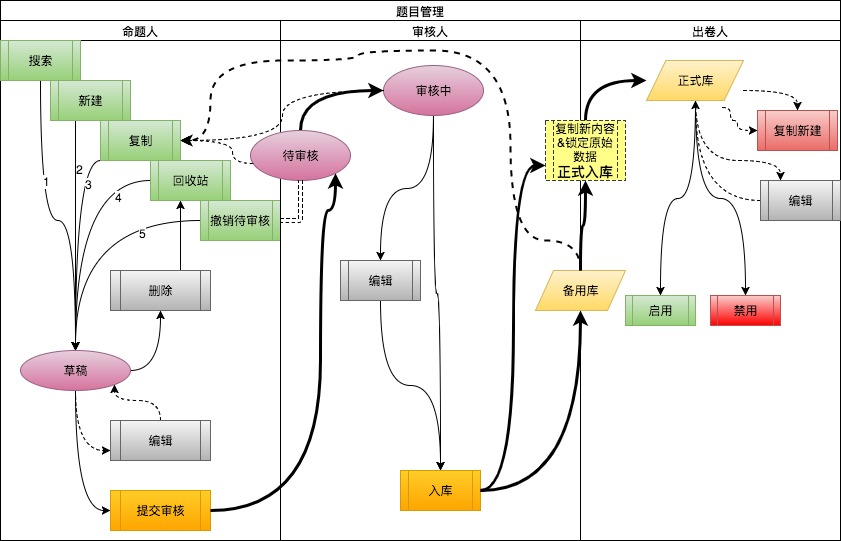 题目管理
命题人
审核人
出卷人
搜索
新建
复制
回收站
撤销待审核
1
2
3
4
5
删除
草稿
编辑
提交审核
待审核
审核中
编辑
入库
复制新内容
&锁定原始
数据
正式入库
备用库
正式库
复制新建
编辑
启用
禁用